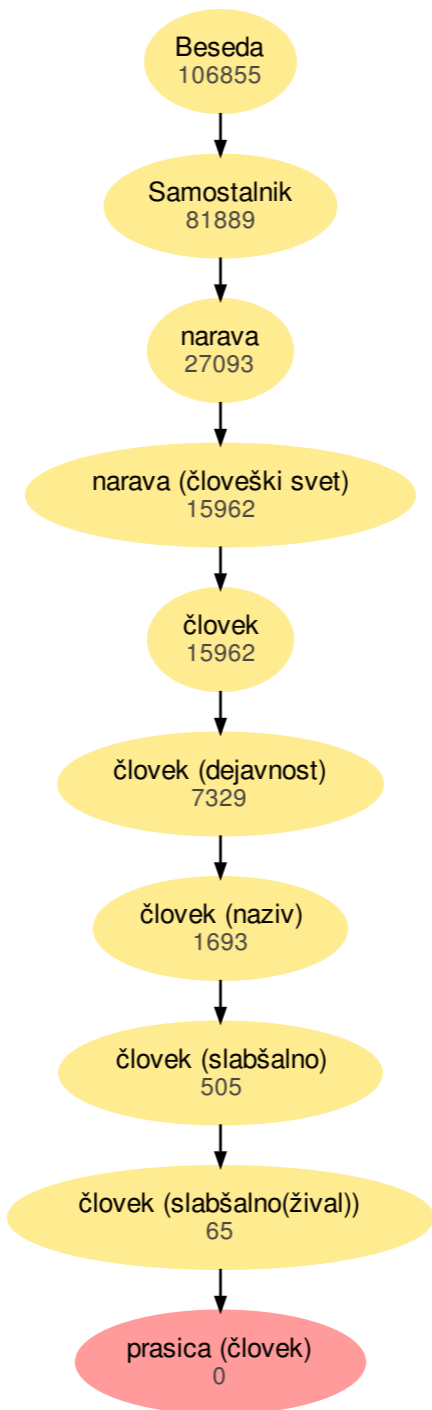 Beseda
106855
Samostalnik
81889
narava
27093
narava (človeški svet)
15962
človek
15962
človek (dejavnost)
7329
človek (naziv)
1693
človek (slabšalno)
505
človek (slabšalno(žival))
65
prasica (človek)
0